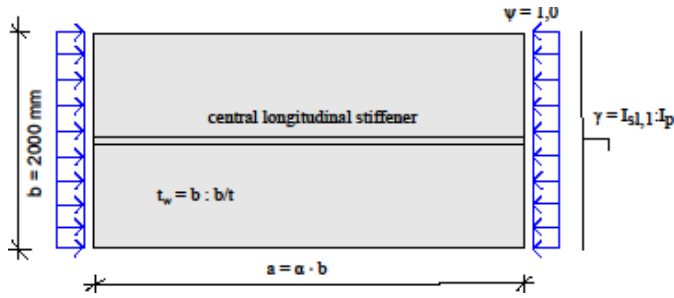 ψ = 1,0
b = 2000 mm
central longitudinal stiffener
γ = Isl,1:Ip
tw = b : b/t
a = α · b